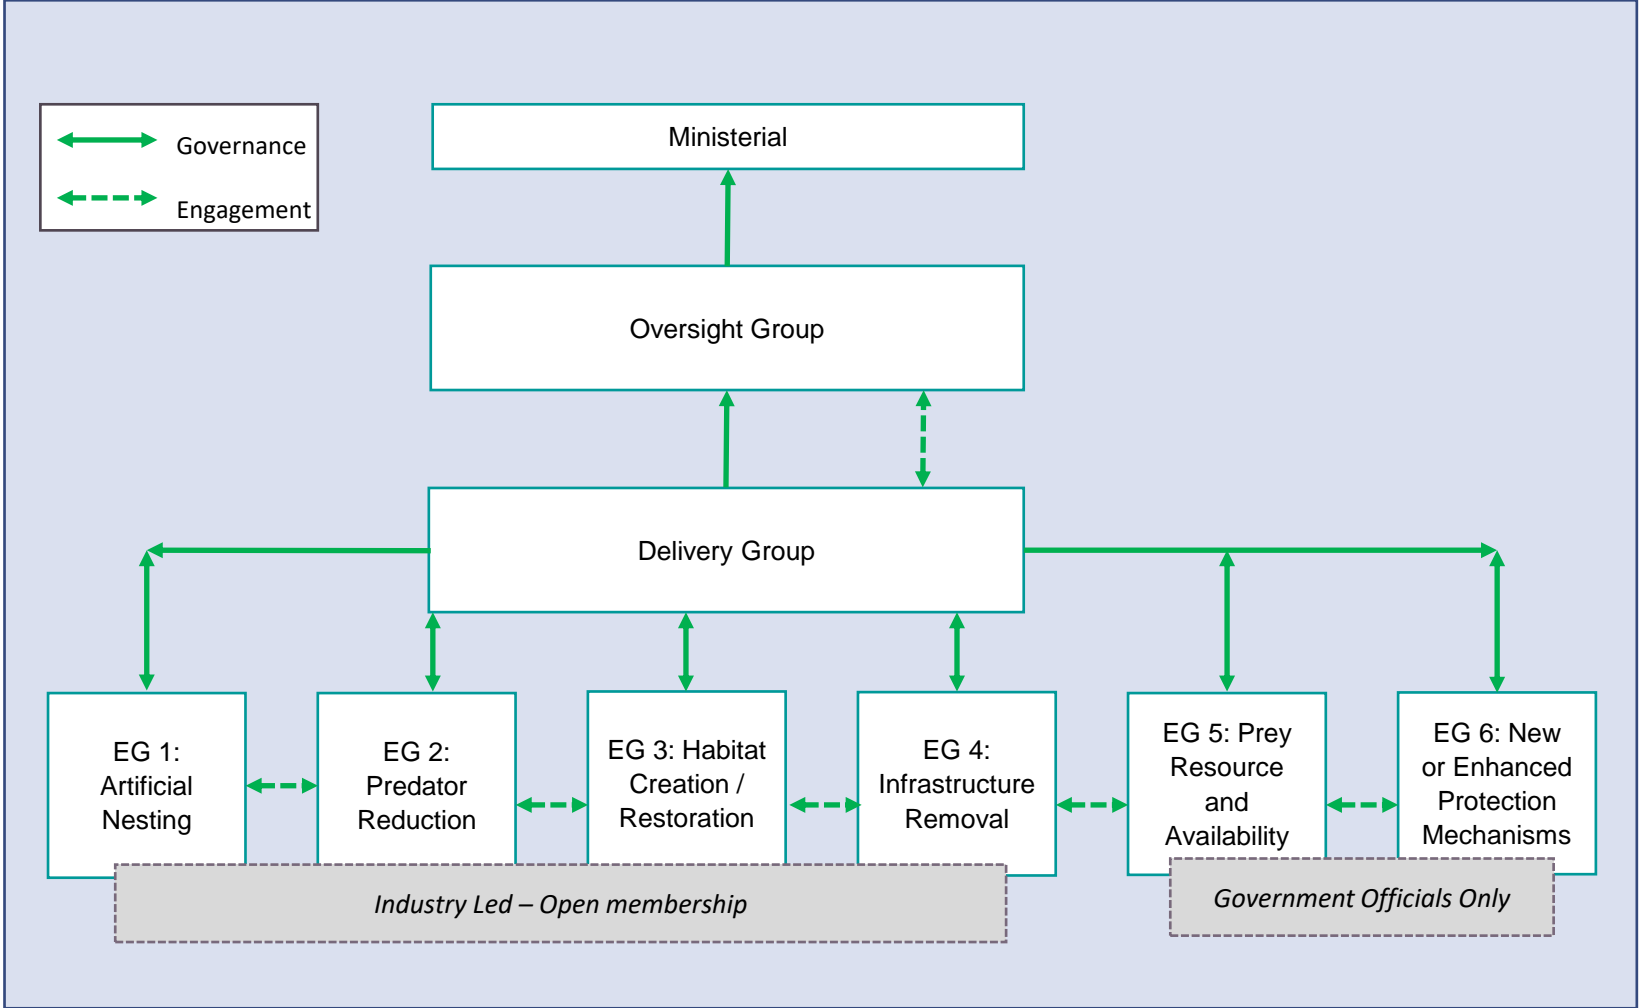 Governance
Engagement
Ministerial
Oversight Group
Delivery Group
EG 1:
Artificial
Nesting
EG 2:
Predator
Reduction
EG 3: Habitat
Creation /
Restoration
EG 4:
Infrastructure
Removal
EG 5: Prey
Resource
and
Availability
EG 6: New
or Enhanced
Protection
Mechanisms
Industry Led – Open membership
Government Officials Only